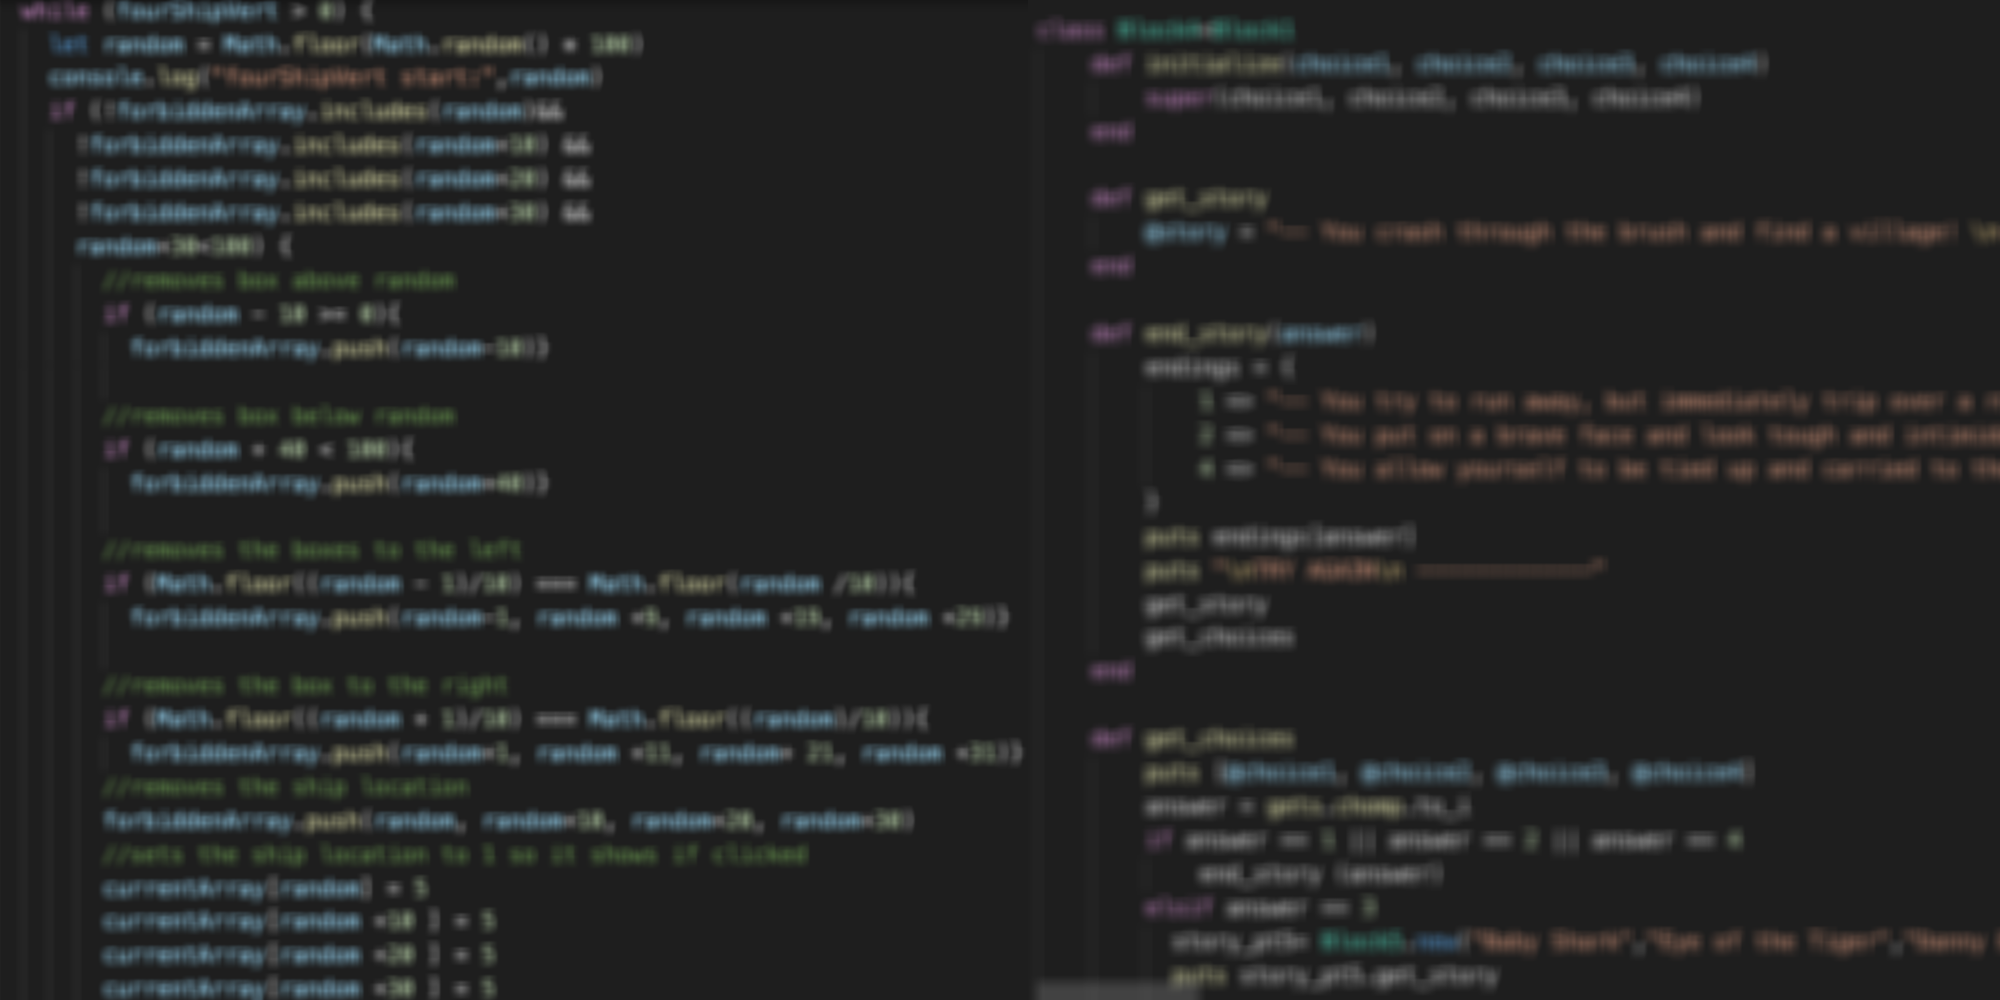 while (fourShipVert > 0) {
let random = Math.floor(Math.random() * 100)
console.log("fourShipVert start:",random)
if (!forbiddenArray.includes(random)&&
!forbiddenArray.includes(random+10) &&
!forbiddenArray.includes(random+20) &&
!forbiddenArray.includes(random+30) &&
random+30<100) {
//removes box above random
if (random - 10 >= 0){
forbiddenArray.push(random-10)}
//removes box below random
if (random + 40 < 100){
forbiddenArray.push(random+40)}
//removes the boxes to the left
if (Math.floor((random - 1)/10) === Math.floor(random /10)){
forbiddenArray.push(random-1, random +9, random +19, random +29)}
//removes the box to the right
if (Math.floor((random + 1)/10) === Math.floor((random)/10)){
forbiddenArray.push(random+1, random +11, random+ 21, random +31)}
//removes the ship location
forbiddenArray.push(random, random+10, random+20, random+30)
//sets the ship location to 1 so it shows if clicked
currentArray[random] = 5
currentArray[random +10 ] = 5
currentArray[random +20 ] = 5
currentArray[random +30 ] = 5
class
def initialize(choice1, choice2, choice3, choice4)
super(choice1, choice2, choice3, choice4)
end
def get_story
@story = "-- You crash through the brush and find a village! \n
end
def end_story(answer)
endings = {
1 => "-- You try to run away, but immediately trip over a
2 => "-- You put on a brave face and look tough and
4 => "-- You allow yourself to be tied up and carried to
}
puts endings[answer]
puts "\nTRY AGAIN\n
get_story
get_choices
end
def get_choices
puts [@choice1, @choice2, @choice3, @choice4]
answer = gets.chomp.to_i
if answer == 1 || answer == 2 || answer == 4
end_story (answer)
elsif answer == 3
story_pt5= Block5.new("Baby Shark","Eye of the Tiger","Danny
puts story_pt5.get_story